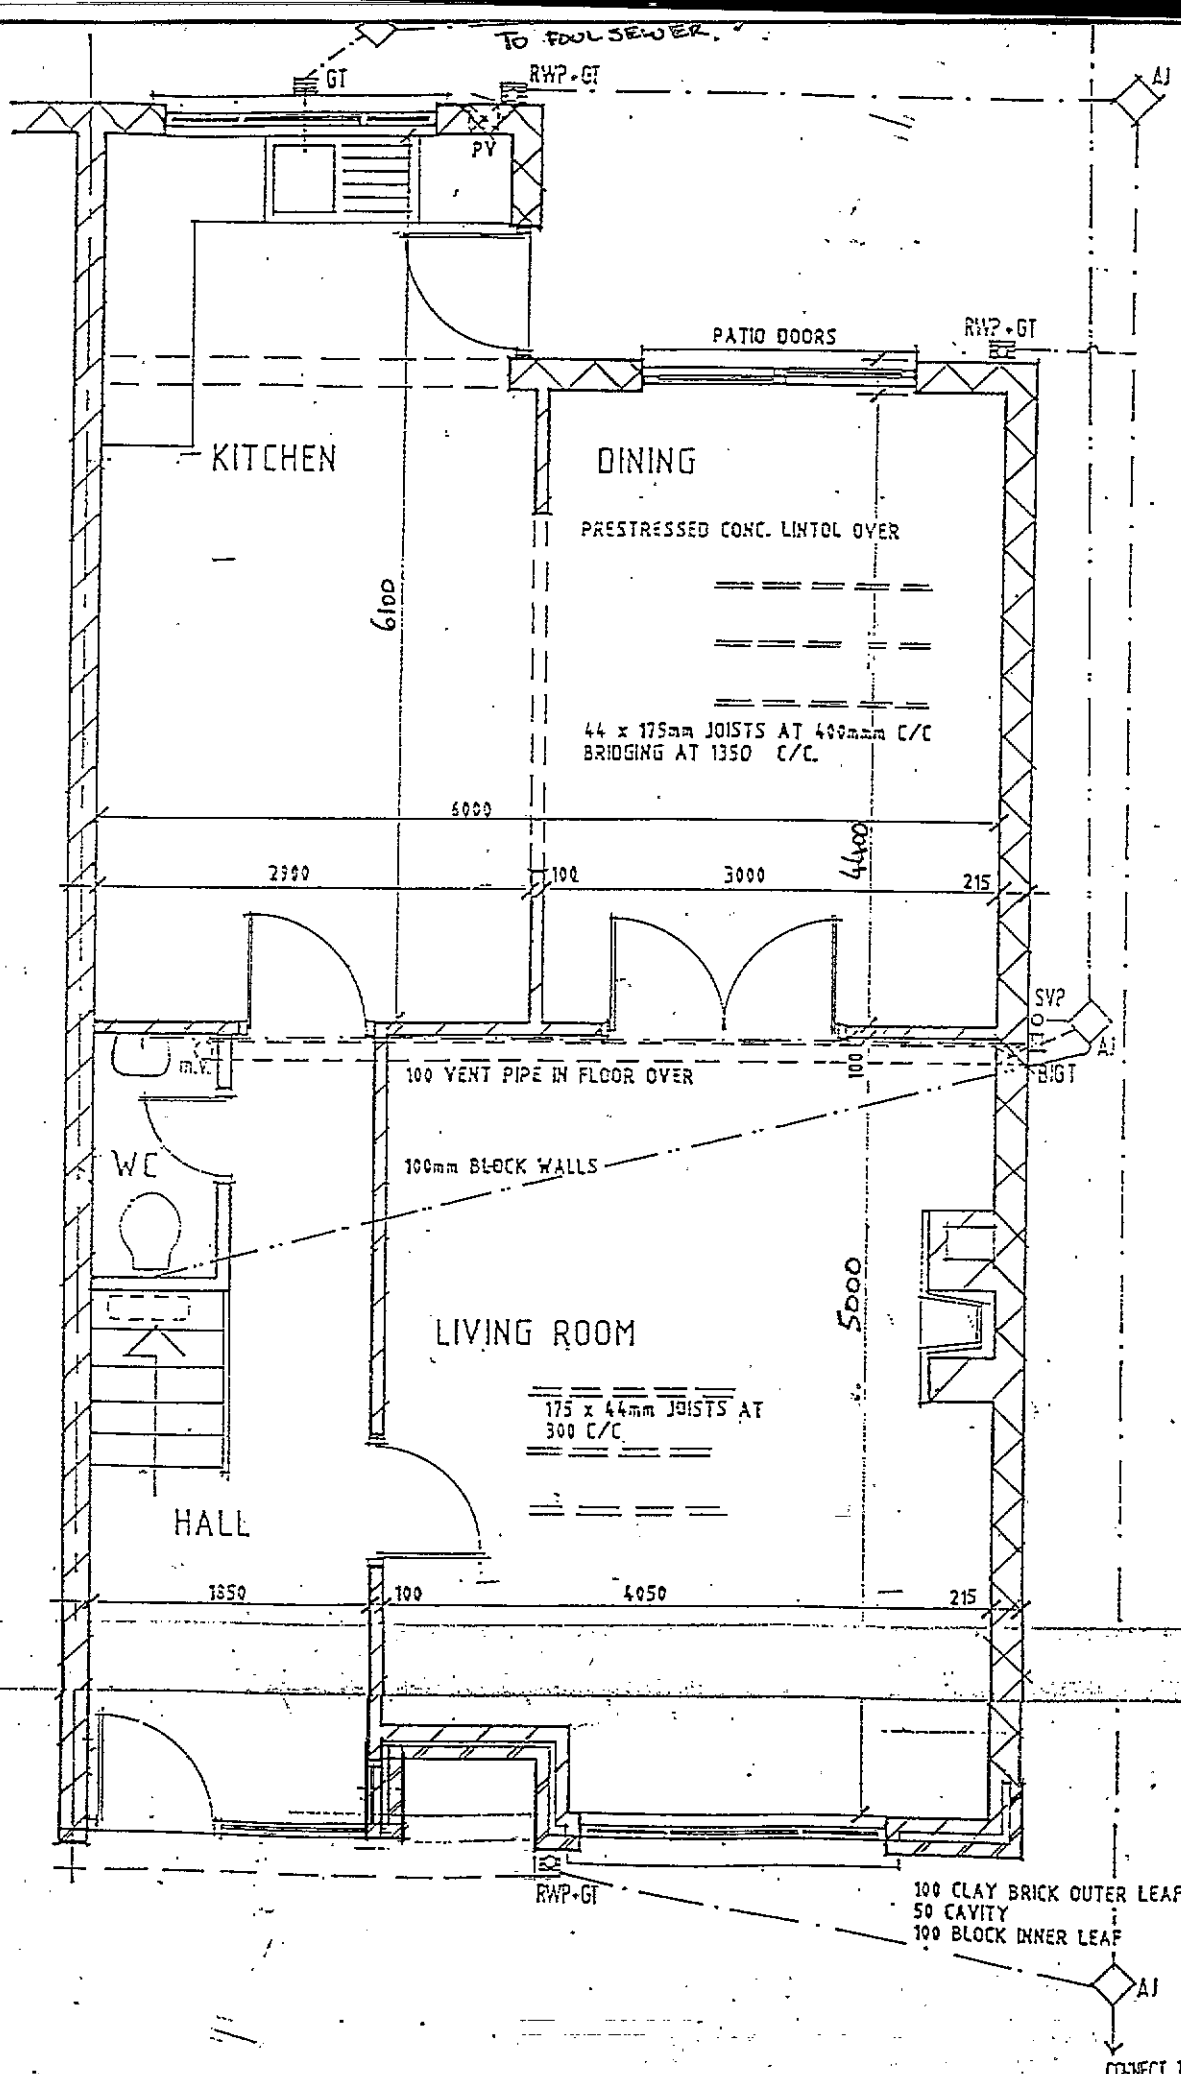 TO FOUL SEWER.
GT
RWP+GT
AJ
PV
PATIO DOORS
RWP+GT
KITCHEN
DINING
PRESTRESSED CONC. LINTOL OVER
6100
44 x 175mm JOISTS AT 400mm C/C
BRIDGING AT 1350 C/C.
6000
4400
2900
100
3000
215
SVP
AJ
m.v.
100 VENT PIPE IN FLOOR OVER
100
BIGT
WC
100mm BLOCK WALLS
5000
LIVING ROOM
175 x 44mm JOISTS AT
300 C/C
HALL
1850
100
4050
215
RWP+GT
100 CLAY BRICK OUTER LEAF
50 CAVITY
100 BLOCK INNER LEAF
AJ
CONNECT